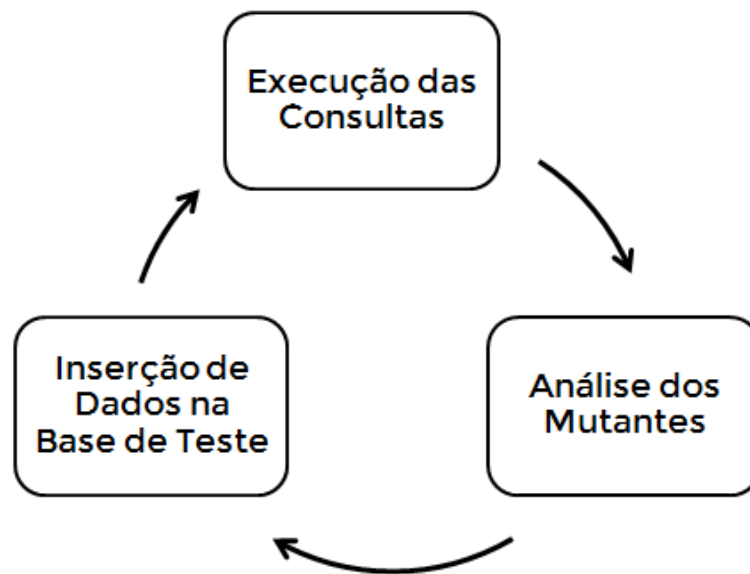 Execução das
Consultas
Inserção de
Dados na
Base de Teste
Análise dos
Mutantes